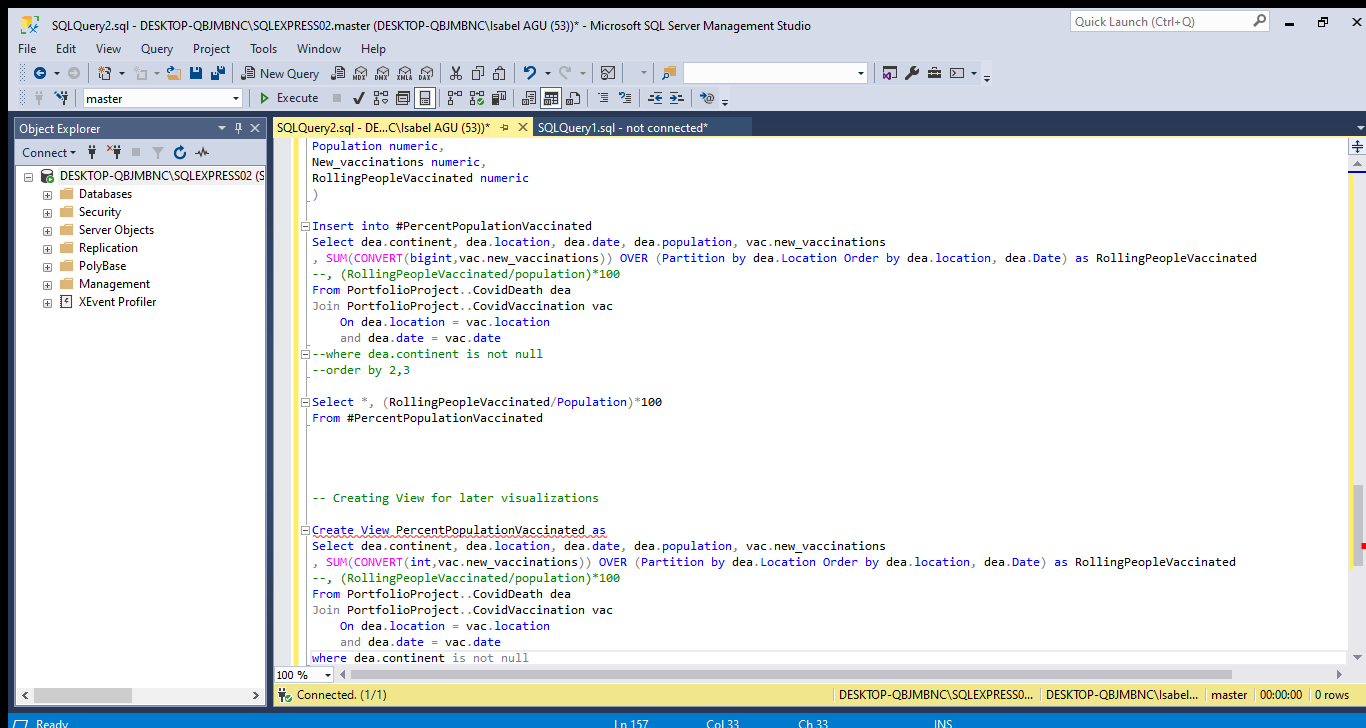 SQLQuery2.sql - DESKTOP-QBJMBNC\SQLEXPRESS02.master (DESKTOP-QBJMBNC\Isabel AGU (53))* - Microsoft SQL Server Management Studio
Quick Launch (Ctrl+Q)
File Edit View Query Project Tools Window Help
New Query MDX DMX XMLA DAX
master Execute
Object Explorer
SQLQuery2.sql - DE...C\Isabel AGU (53))* SQLQuery1.sql - not connected*
Connect
DESKTOP-QBJMBNC\SQLEXPRESS02 (S
Databases
Security
Server Objects
Replication
PolyBase
Management
XEvent Profiler
Population numeric,
New_vaccinations numeric,
RollingPeopleVaccinated numeric
)
Insert into #PercentPopulationVaccinated
Select dea.continent, dea.location, dea.date, dea.population, vac.new_vaccinations
, SUM(CONVERT(bigint,vac.new_vaccinations)) OVER (Partition by dea.Location Order by dea.location, dea.Date) as RollingPeopleVaccinated
--, (RollingPeopleVaccinated/population)*100
From PortfolioProject..CovidDeath dea
Join PortfolioProject..CovidVaccination vac
On dea.location = vac.location
and dea.date = vac.date
--where dea.continent is not null
--order by 2,3
Select *, (RollingPeopleVaccinated/Population)*100
From #PercentPopulationVaccinated
-- Creating View for later visualizations
Create View PercentPopulationVaccinated as
Select dea.continent, dea.location, dea.date, dea.population, vac.new_vaccinations
, SUM(CONVERT(int,vac.new_vaccinations)) OVER (Partition by dea.Location Order by dea.location, dea.Date) as RollingPeopleVaccinated
--, (RollingPeopleVaccinated/population)*100
From PortfolioProject..CovidDeath dea
Join PortfolioProject..CovidVaccination vac
On dea.location = vac.location
and dea.date = vac.date
where dea.continent is not null
100 %
Connected. (1/1) DESKTOP-QBJMBNC\SQLEXPRESS0... DESKTOP-QBJMBNC\Isabel... master 00:00:00 0 rows
Ready Ln 157 Col 33 Ch 33 INS